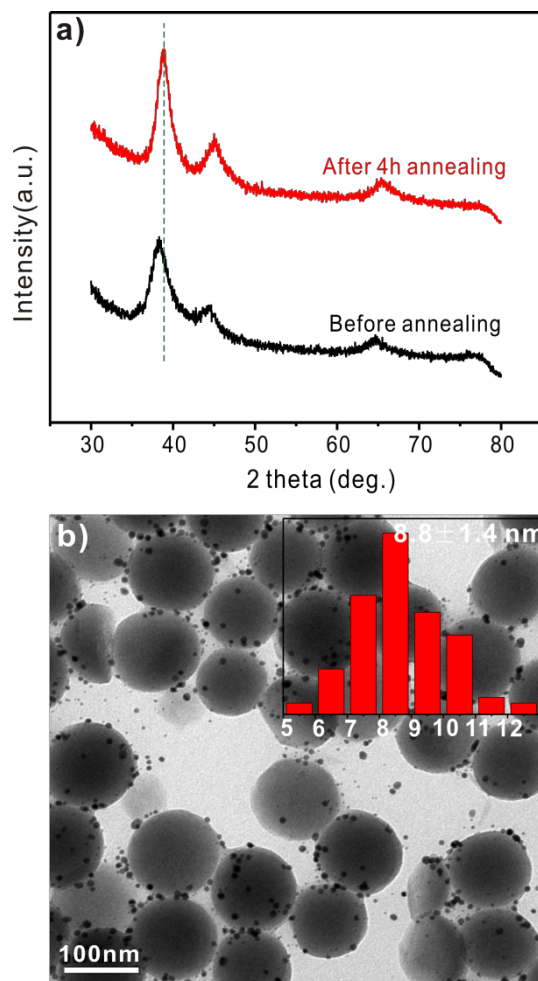 a)
Intensity(a.u.)
After 4h annealing
Before annealing
30 40 50 60 70 80
2 theta (deg.)
b)
8.8±1.4 nm
5 6 7 8 9 10 11 12
100nm